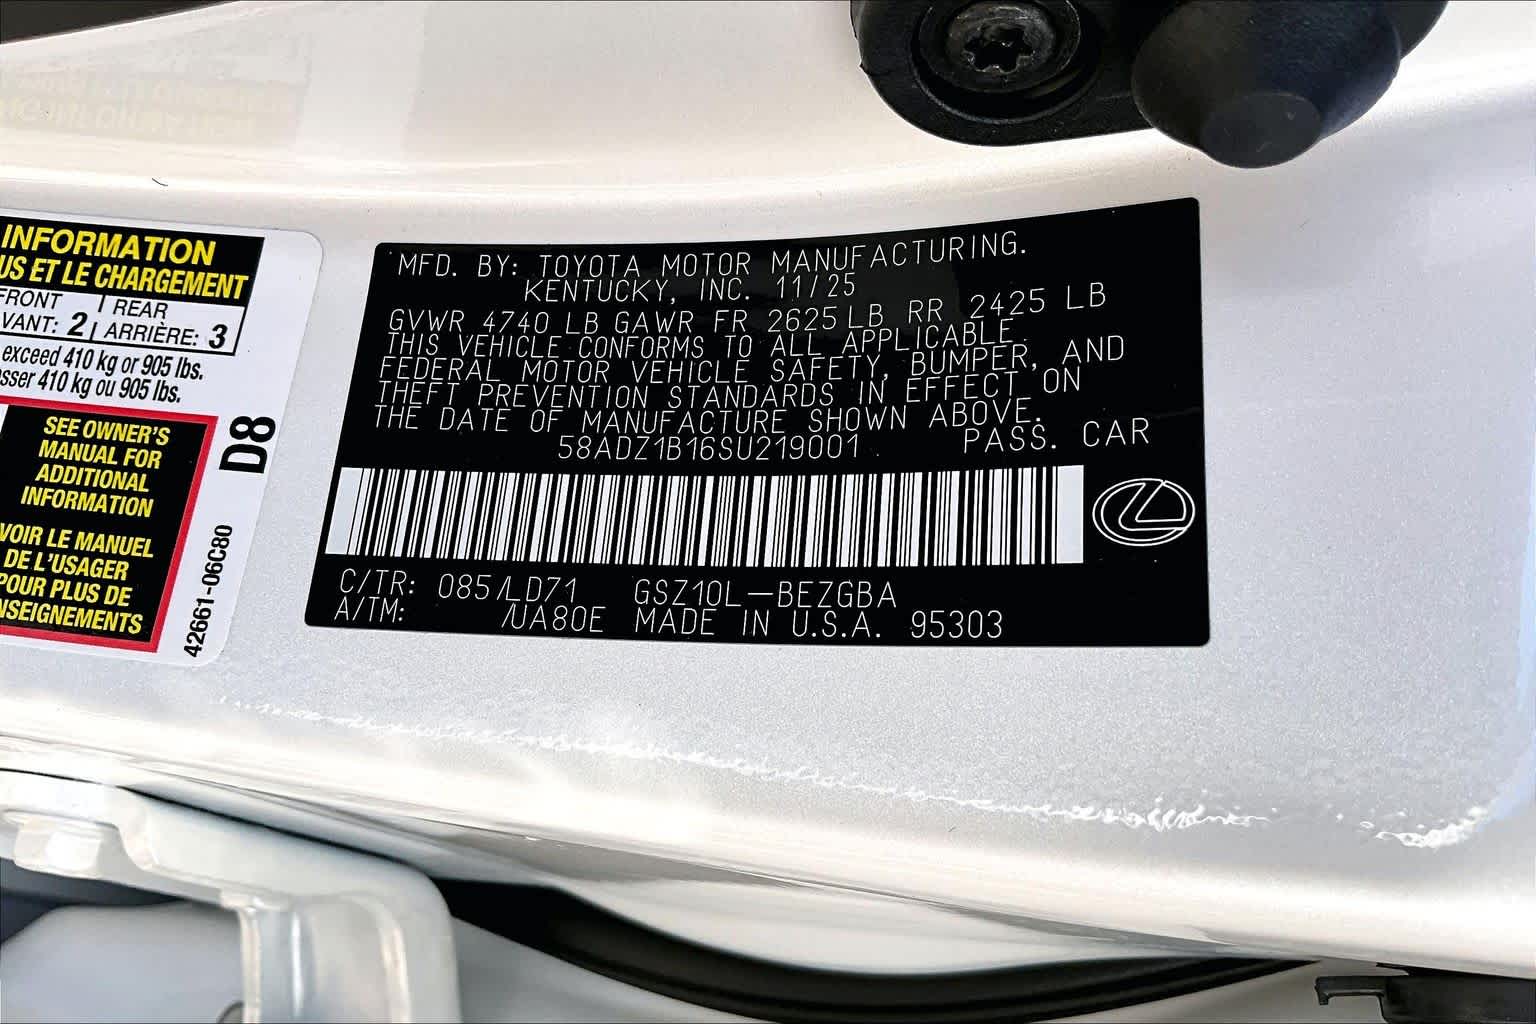 INFORMATION
US ET LE CHARGEMENT
FRONT | REAR
VANT: 2 | ARRIÈRE: 3
exceed 410 kg or 905 lbs.
sser 410 kg ou 905 lbs.
SEE OWNER'S
MANUAL FOR
ADDITIONAL
INFORMATION
VOIR LE MANUEL
DE L'USAGER
POUR PLUS DE
NSEIGNEMENTS
D8
42661-06C80
MFD. BY: TOYOTA MOTOR MANUFACTURING.
KENTUCKY, INC. 11/25
GVWR 4740 LB GAWR FR 2625 LB RR 2425 LB
THIS VEHICLE CONFORMS TO ALL APPLICABLE
FEDERAL MOTOR VEHICLE SAFETY, BUMPER, AND
THEFT PREVENTION STANDARDS IN EFFECT ON
THE DATE OF MANUFACTURE SHOWN ABOVE.
58ADZ1B16SU219001 PASS. CAR
C/TR: 085/LD71 GSZ10L-BEZGBA
A/TM: /UA80E MADE IN U.S.A. 95303